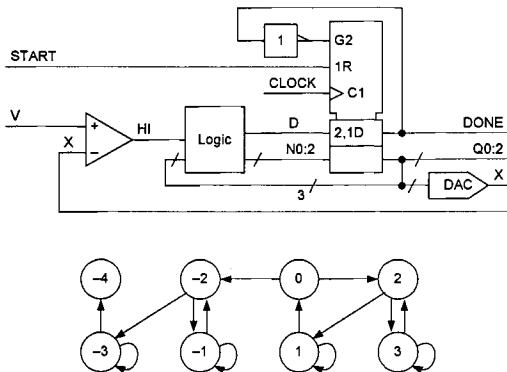 1
G2
START
1R
CLOCK
C1
V
+
HI
Logic
D
2,1D
DONE
X
−
N0:2
Q0:2
3
DAC
X
−4
−2
0
2
−3
−1
1
3